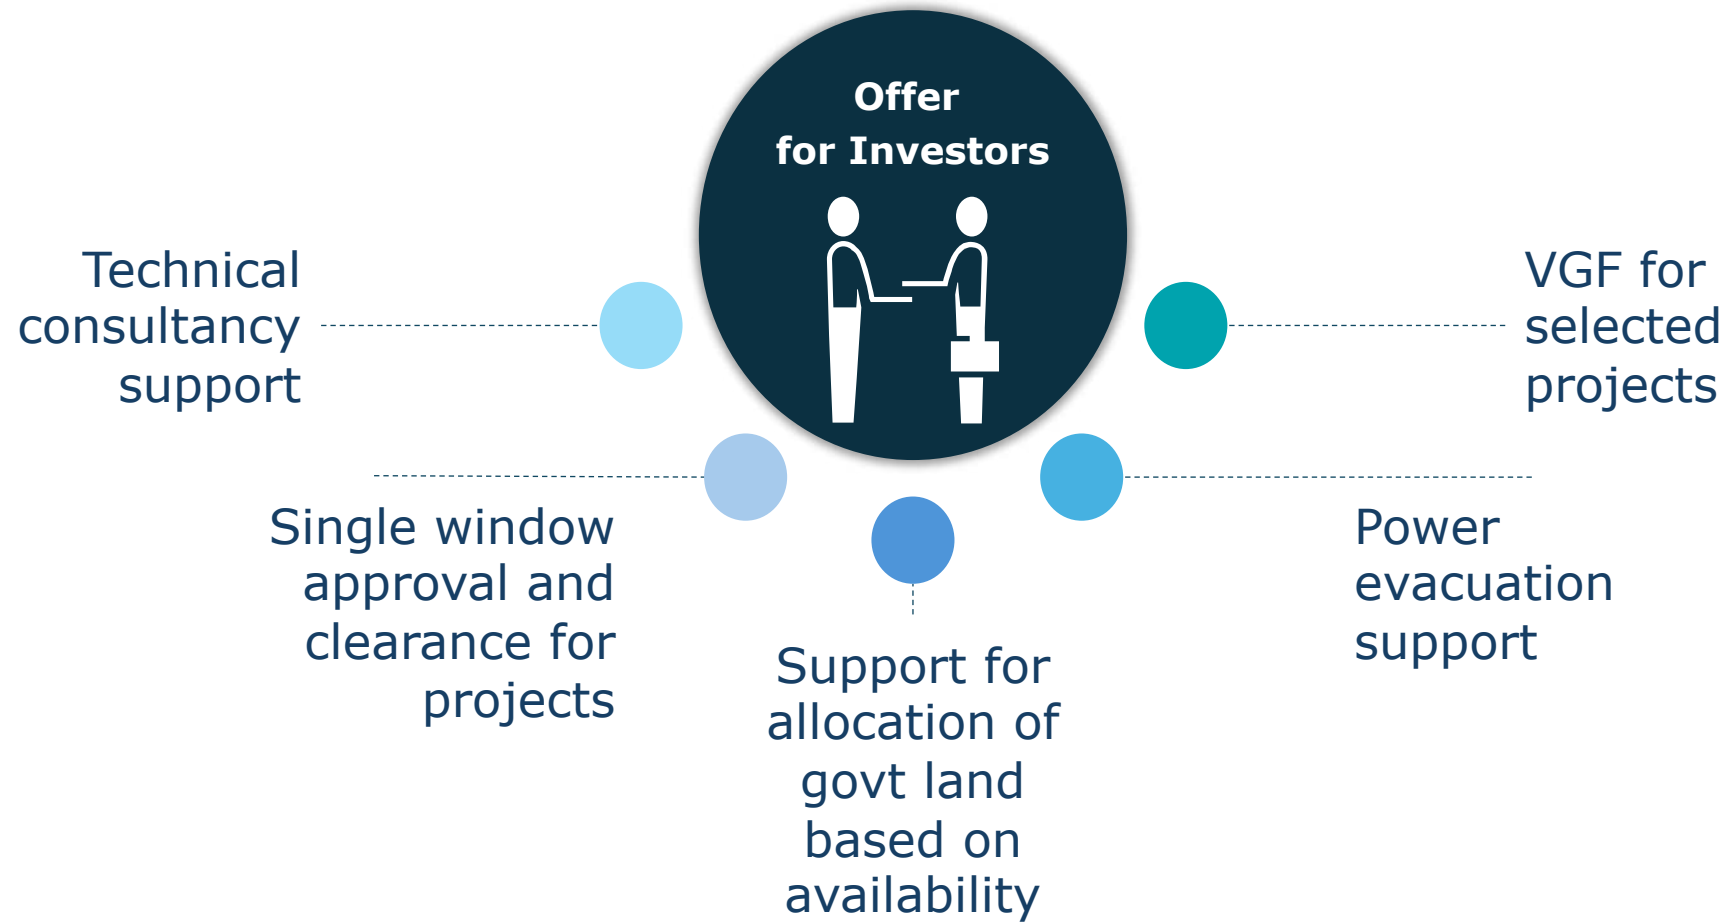 Offer
for Investors
Technical
consultancy
support
VGF for
selected
projects
Single window
approval and
clearance for
projects
Power
evacuation
support
Support for
allocation of
govt land
based on
availability